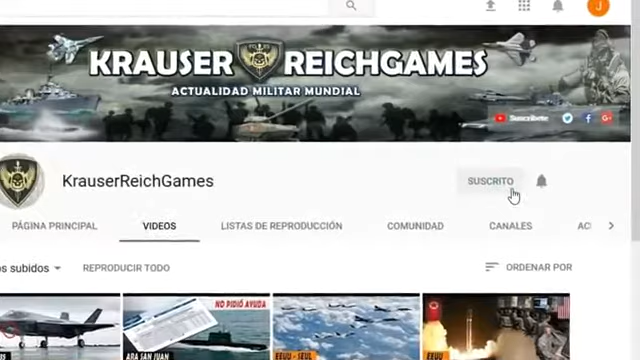 J
KRAUSER REICHGAMES
ACTUALIDAD MILITAR MUNDIAL
Suscríbete
KrauserReichGames
SUSCRITO
PÁGINA PRINCIPAL VIDEOS LISTAS DE REPRODUCCIÓN COMUNIDAD CANALES
os subidos REPRODUCIR TODO ORDENAR POR
NO PIDIÓ AYUDA
ARA SAN JUAN EEUU - SEUL EEUU